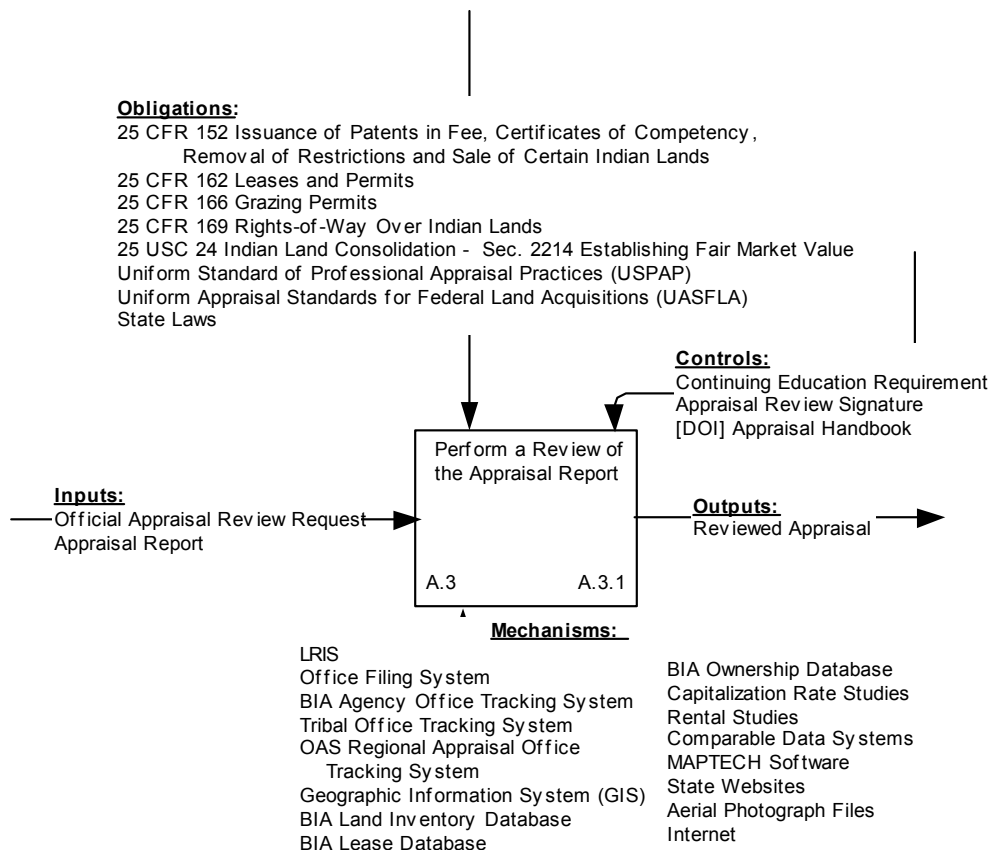 Obligations:
25 CFR 152 Issuance of Patents in Fee, Certificates of Competency,
Removal of Restrictions and Sale of Certain Indian Lands
25 CFR 162 Leases and Permits
25 CFR 166 Grazing Permits
25 CFR 169 Rights-of-Way Over Indian Lands
25 USC 24 Indian Land Consolidation - Sec. 2214 Establishing Fair Market Value
Uniform Standard of Professional Appraisal Practices (USPAP)
Uniform Appraisal Standards for Federal Land Acquisitions (UASFLA)
State Laws
Controls:
Continuing Education Requirement
Appraisal Review Signature
[DOI] Appraisal Handbook
Perform a Review of
the Appraisal Report
A.3 A.3.1
Inputs:
Official Appraisal Review Request
Appraisal Report
Outputs:
Reviewed Appraisal
Mechanisms:
LRIS
Office Filing System
BIA Agency Office Tracking System
Tribal Office Tracking System
OAS Regional Appraisal Office
Tracking System
Geographic Information System (GIS)
BIA Land Inventory Database
BIA Lease Database
BIA Ownership Database
Capitalization Rate Studies
Rental Studies
Comparable Data Systems
MAPTECH Software
State Websites
Aerial Photograph Files
Internet